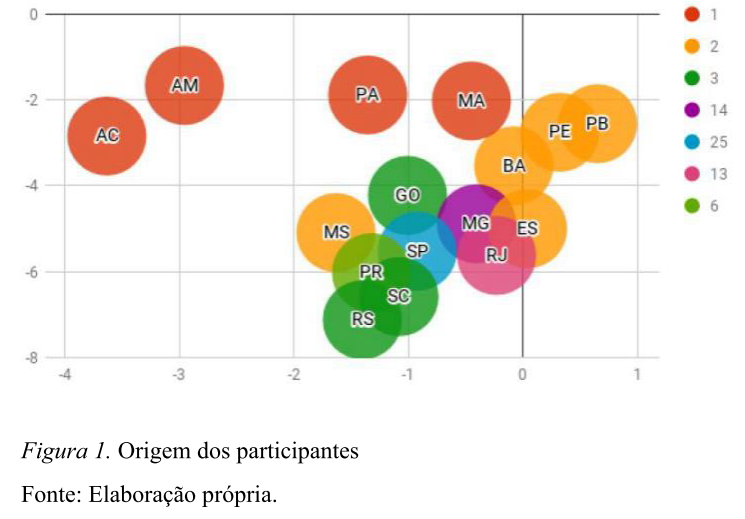 0
-2
-4
-6
-8
-4 -3 -2 -1 0 1
AM
PA
MA
AC
PE
PB
BA
GO
MS
MG
ES
SP
RJ
PR
SC
RS
1
2
3
14
25
13
6
Figura 1. Origem dos participantes
Fonte: Elaboração própria.